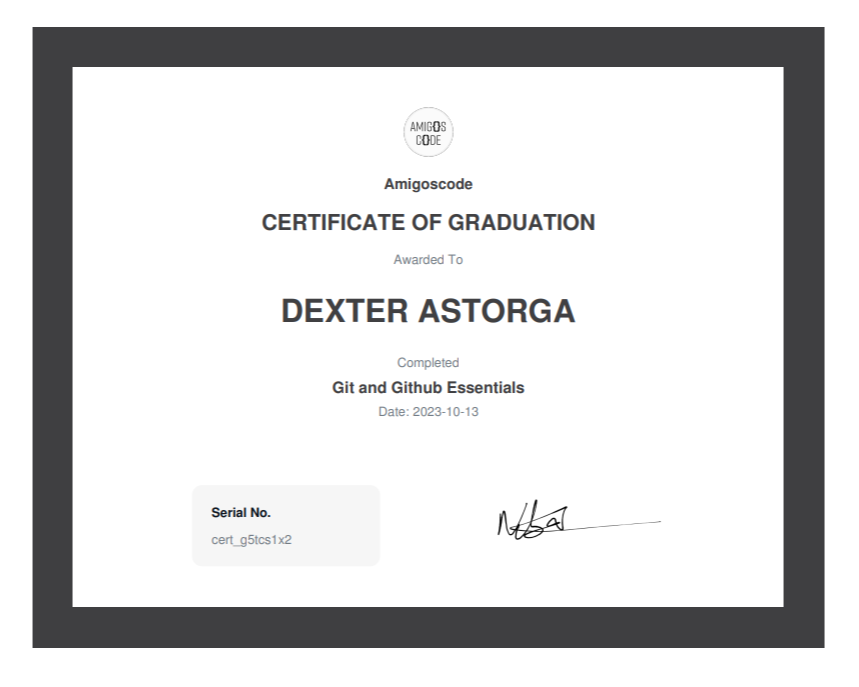 AMIGOS
CODE
Amigoscode
CERTIFICATE OF GRADUATION
Awarded To
DEXTER ASTORGA
Completed
Git and Github Essentials
Date: 2023-10-13
Serial No.
cert_g5tcs1x2